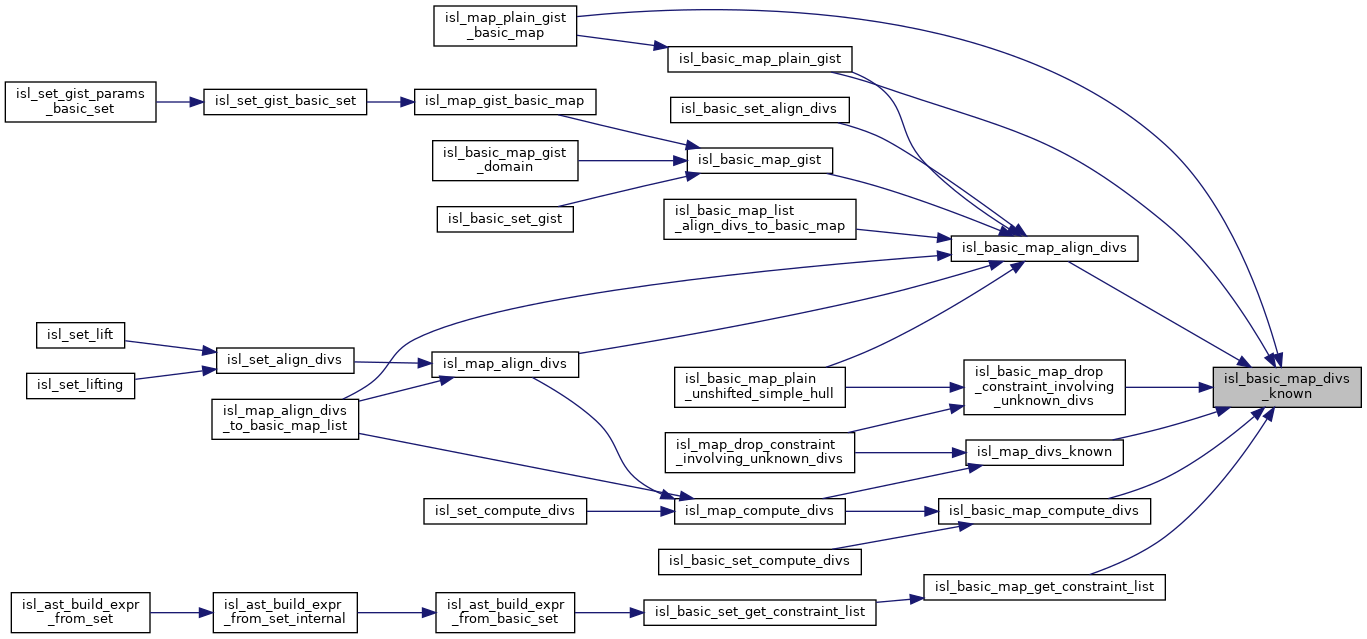 isl_map_plain_gist
_basic_map
isl_basic_map_plain_gist
isl_set_gist_params
_basic_set
isl_set_gist_basic_set
isl_map_gist_basic_map
isl_basic_set_align_divs
isl_basic_map_gist
_domain
isl_basic_map_gist
isl_basic_set_gist
isl_basic_map_list
_align_divs_to_basic_map
isl_basic_map_align_divs
isl_set_lift
isl_set_align_divs
isl_map_align_divs
isl_set_lifting
isl_map_align_divs
_to_basic_map_list
isl_basic_map_plain
_unshifted_simple_hull
isl_basic_map_drop
_constraint_involving
_unknown_divs
isl_basic_map_divs
_known
isl_map_drop_constraint
_involving_unknown_divs
isl_map_divs_known
isl_set_compute_divs
isl_map_compute_divs
isl_basic_map_compute_divs
isl_basic_set_compute_divs
isl_basic_map_get_constraint_list
isl_ast_build_expr
_from_set
isl_ast_build_expr
_from_set_internal
isl_ast_build_expr
_from_basic_set
isl_basic_set_get_constraint_list